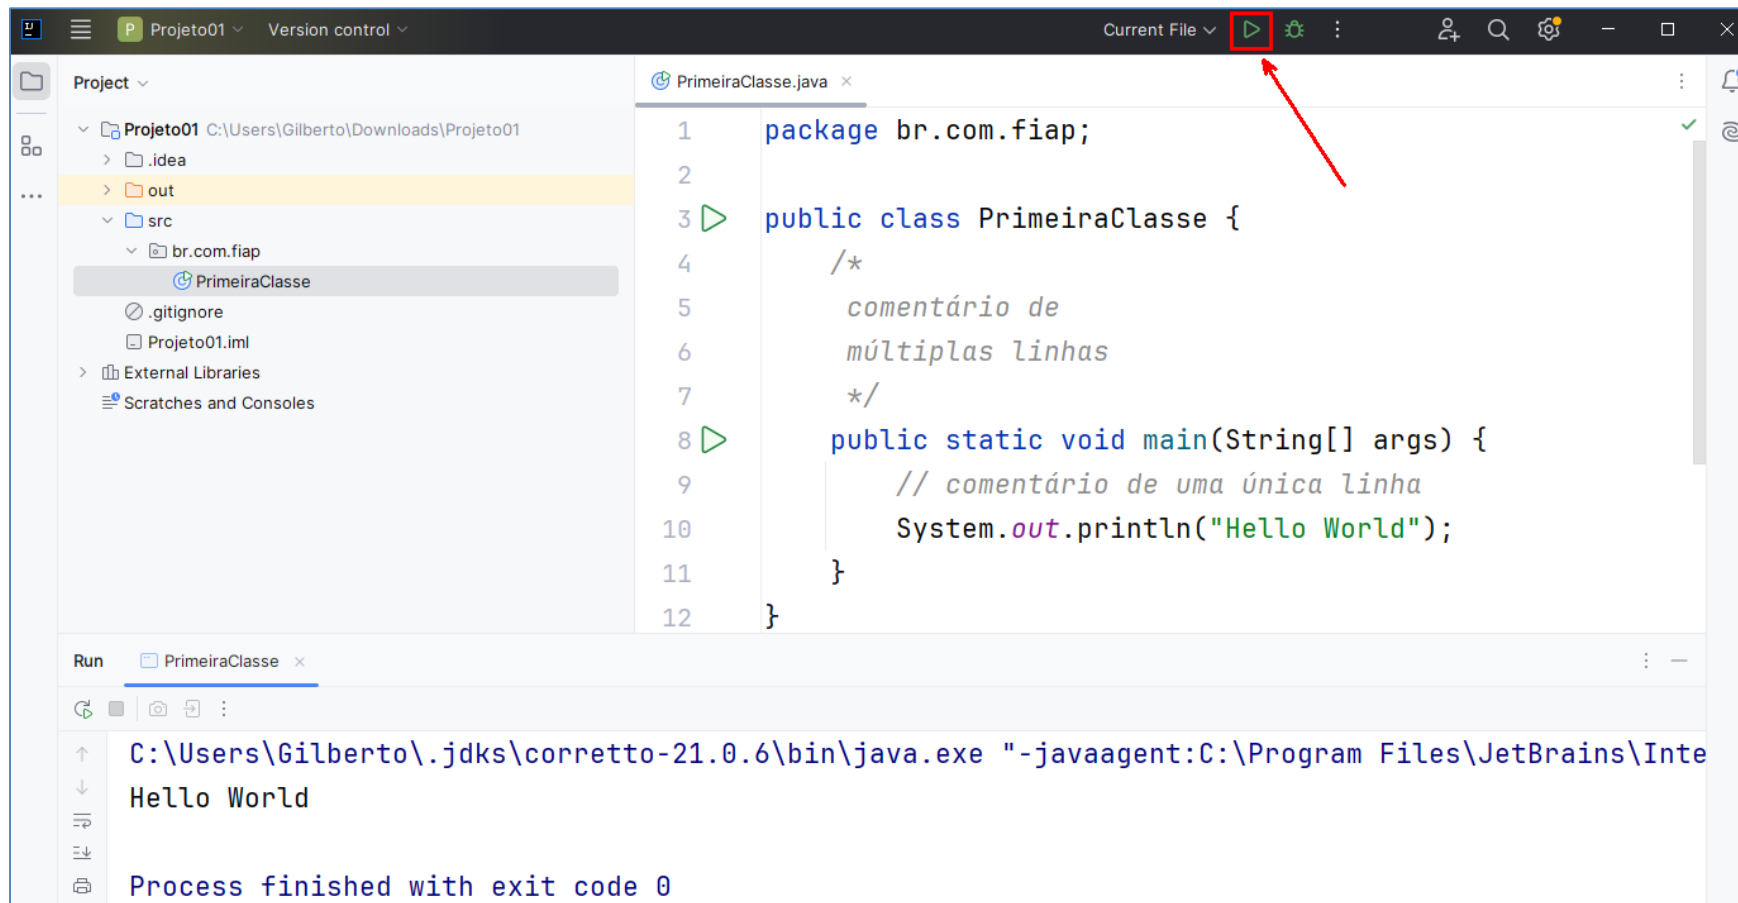 IJ
P Projeto01 Version control Current File
Project
Projeto01 C:\Users\Gilberto\Downloads\Projeto01
.idea
out
src
br.com.fiap
PrimeiraClasse
.gitignore
Projeto01.iml
External Libraries
Scratches and Consoles
PrimeiraClasse.java
1 package br.com.fiap;
2
3 public class PrimeiraClasse {
4 /*
5 comentário de
6 múltiplas linhas
7 */
8 public static void main(String[] args) {
9 // comentário de uma única linha
10 System.out.println("Hello World");
11 }
12 }
Run PrimeiraClasse
C:\Users\Gilberto\.jdks\corretto-21.0.6\bin\java.exe "-javaagent:C:\Program Files\JetBrains\Inte
Hello World
Process finished with exit code 0